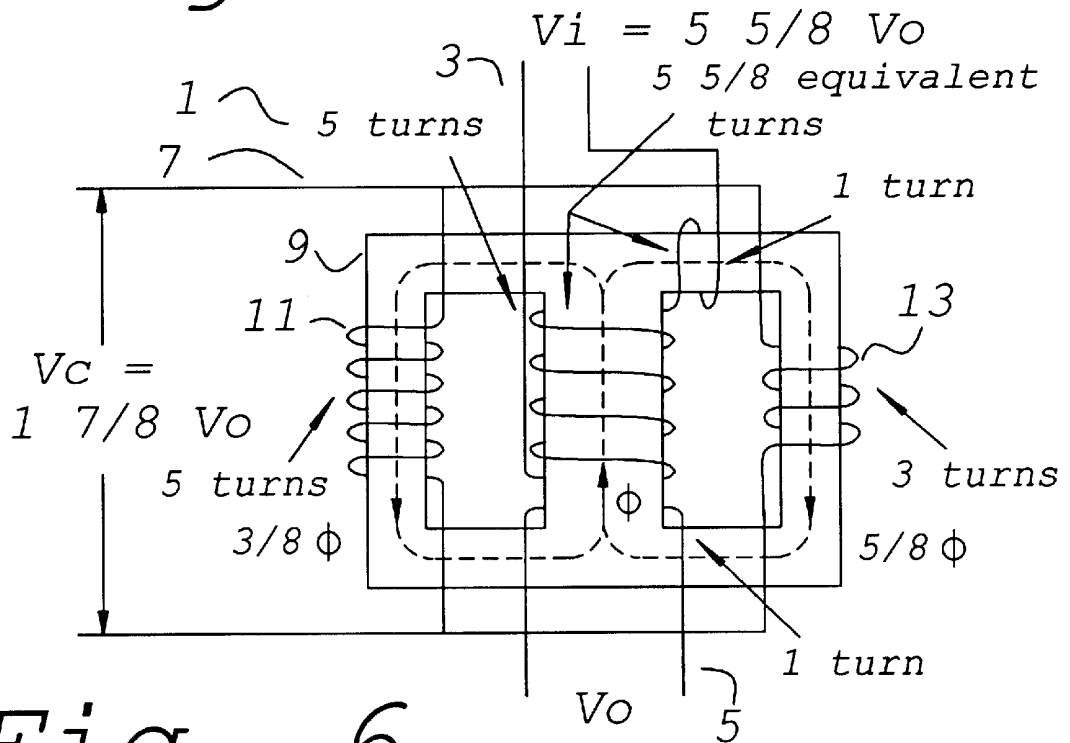 Vi = 5 5/8 Vo
3
5 5/8 equivalent
turns
1
5 turns
7
1 turn
9
11
13
Vc =
1 7/8 Vo
5 turns
3 turns
ϕ
3/8 ϕ
5/8 ϕ
1 turn
Vo
5
Fig. 6